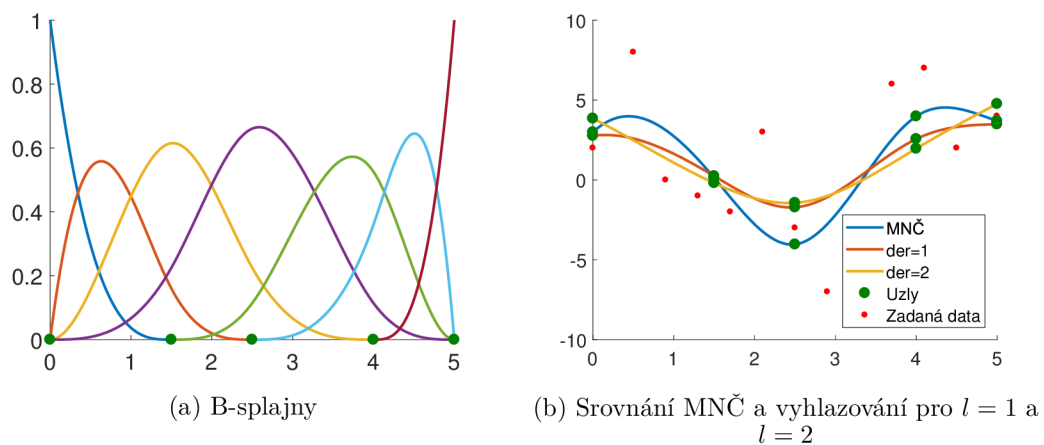 1
0.8
0.6
0.4
0.2
0
0 1 2 3 4 5
(a) B-splajny
10
5
0
-5
-10
0 1 2 3 4 5
MNČ
der=1
der=2
Uzly
Zadaná data
(b) Srovnání MNČ a vyhlazování pro l = 1 a
l = 2